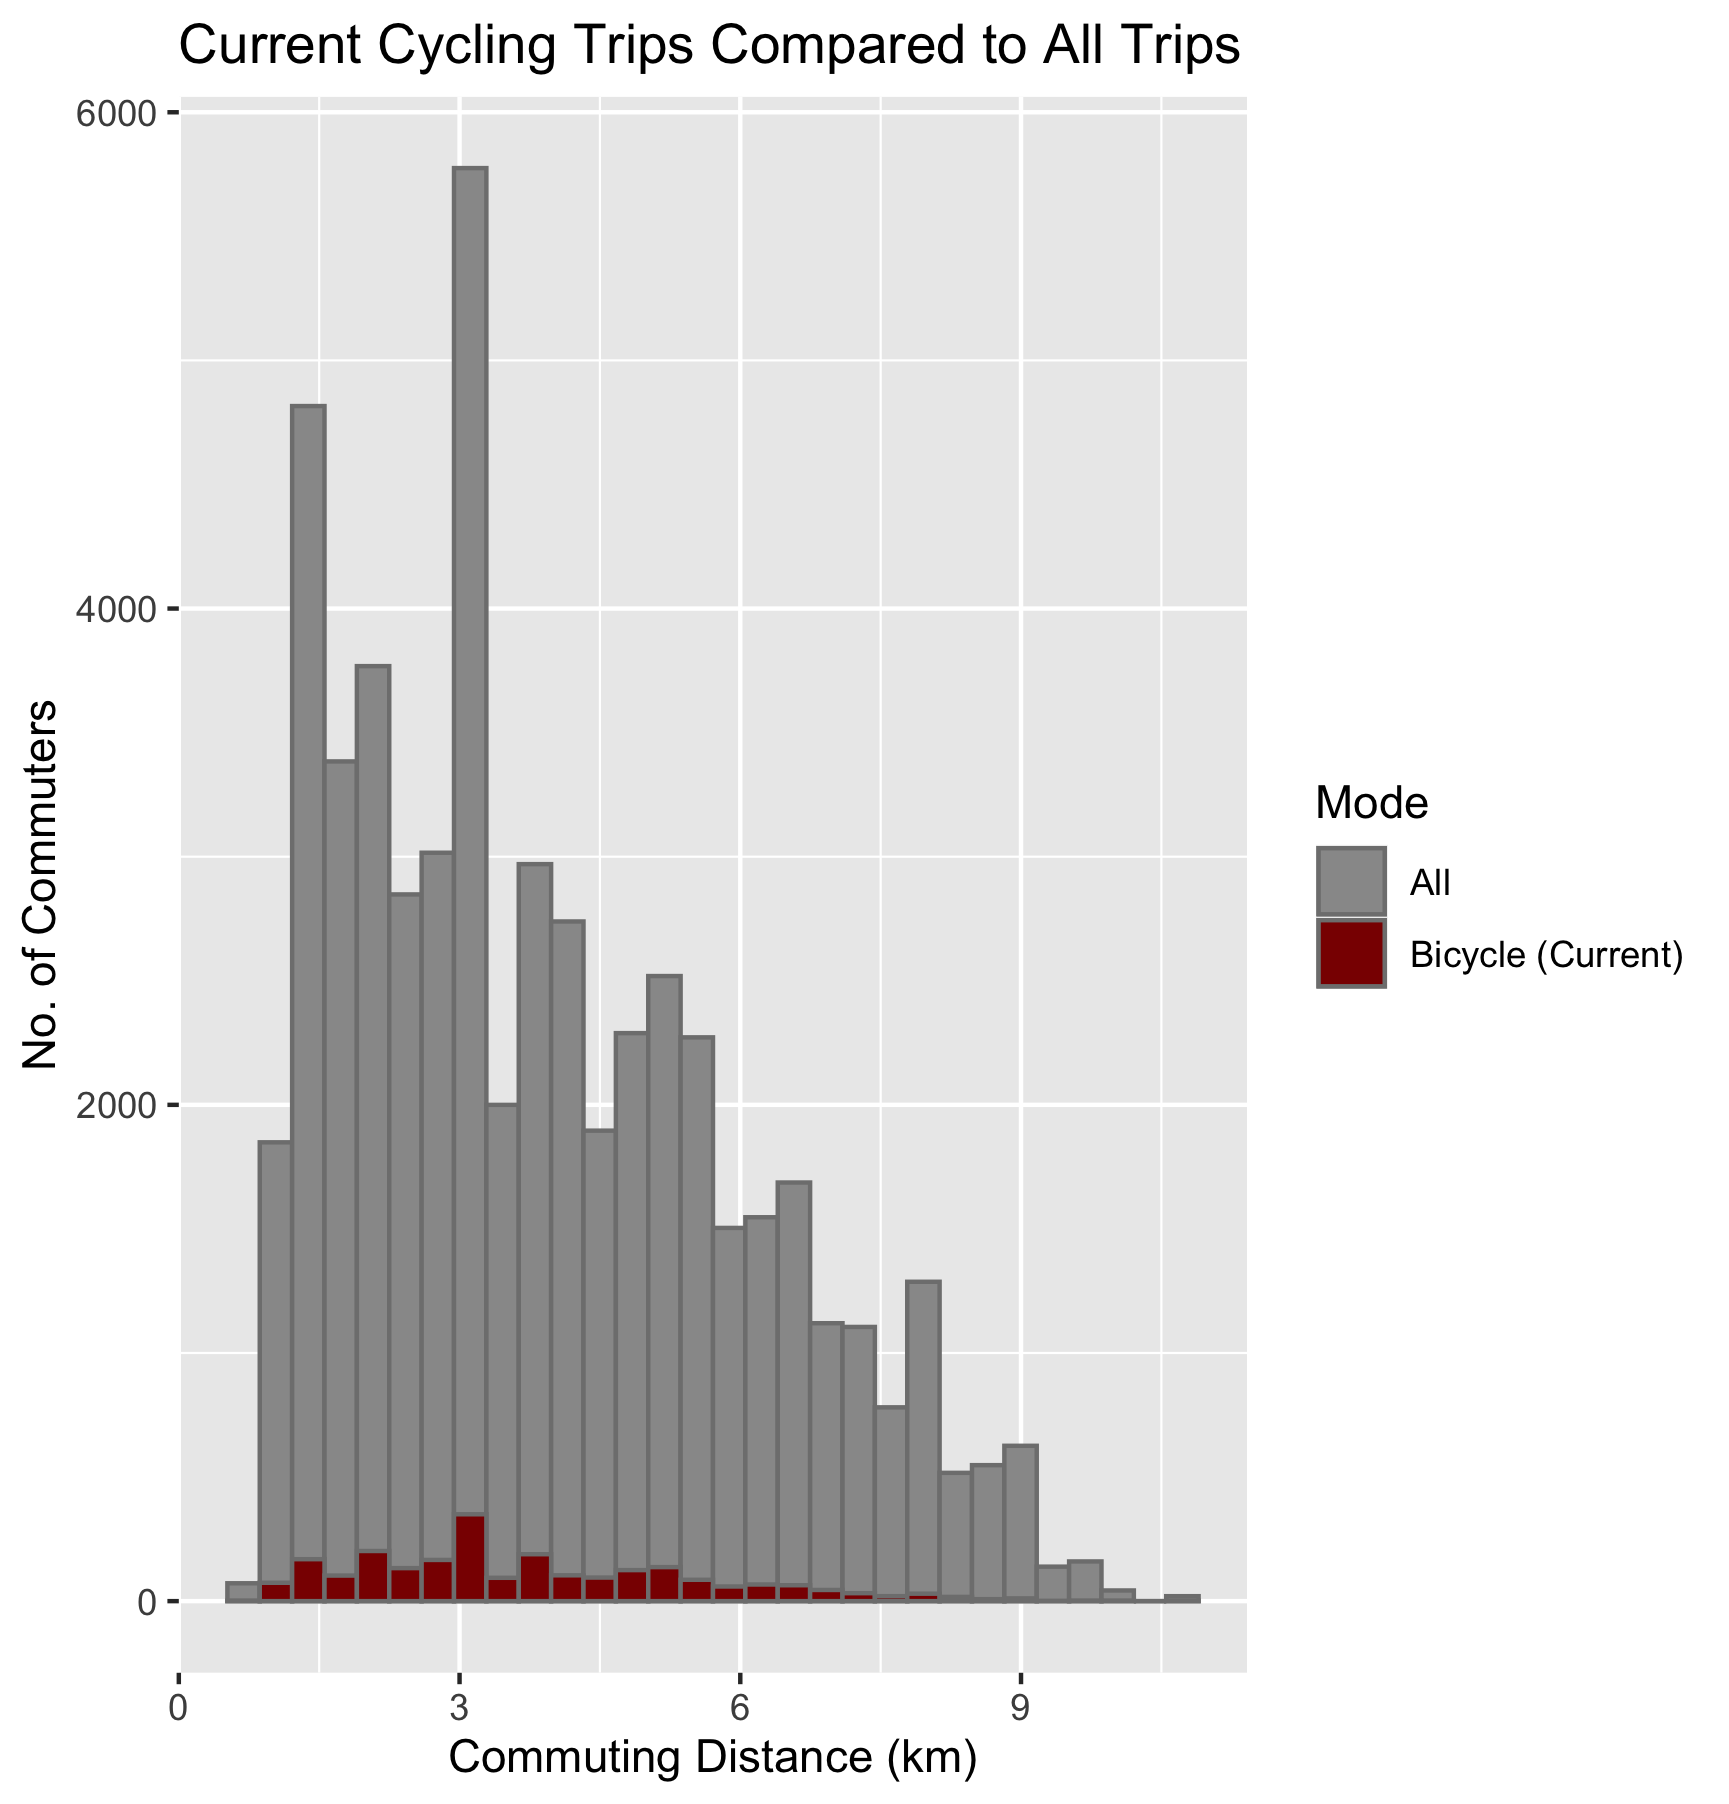 Current Cycling Trips Compared to All Trips
6000
4000
2000
0
No. of Commuters
0 3 6 9
Commuting Distance (km)
Mode
All
Bicycle (Current)